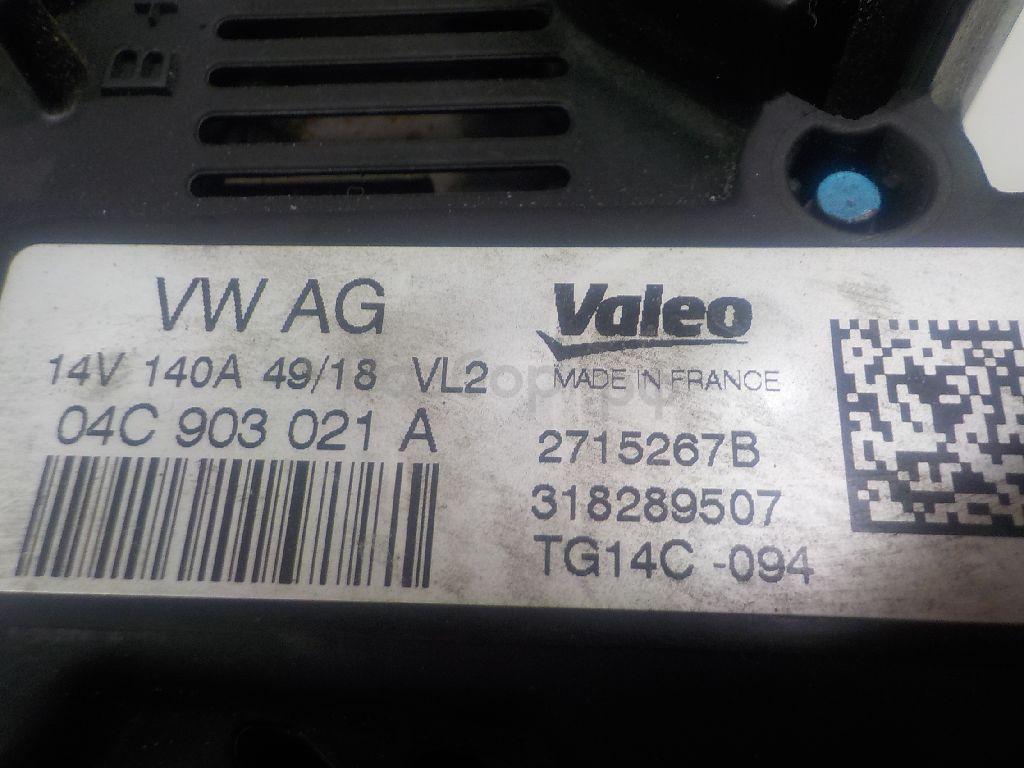 B+
VW AG
14V 140A 49/18 VL2
04C 903 021 A
Valeo
MADE IN FRANCE
2715267B
318289507
TG14C -094